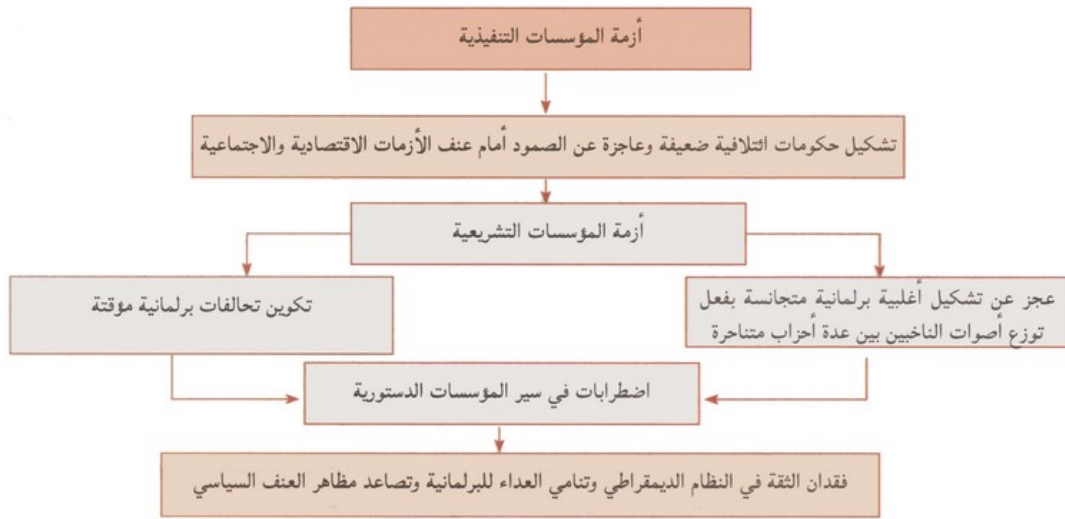 أزمة المؤسسات التنفيذية
تشكيل حكومات ائتلافية ضعيفة وعاجزة عن الصمود أمام عنف الأزمات الاقتصادية والاجتماعية
أزمة المؤسسات التشريعية
عجز عن تشكيل أغلبية برلمانية متجانسة بفعل
توزع أصوات الناخبين بين عدة أحزاب متناحرة
تكوين تحالفات برلمانية مؤقتة
اضطرابات في سير المؤسسات الدستورية
فقدان الثقة في النظام الديمقراطي وتنامي العداء للبرلمانية وتصاعد مظاهر العنف السياسي